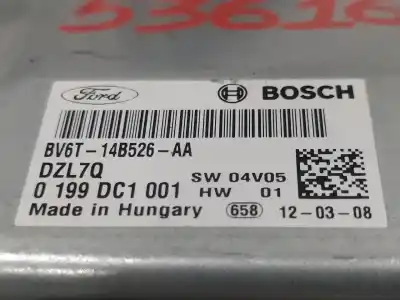 53616
Ford BOSCH
BV6T-14B526-AA
DZL7Q SW 04V05
0 199 DC1 001 HW 01
Made in Hungary 658 12-03-08